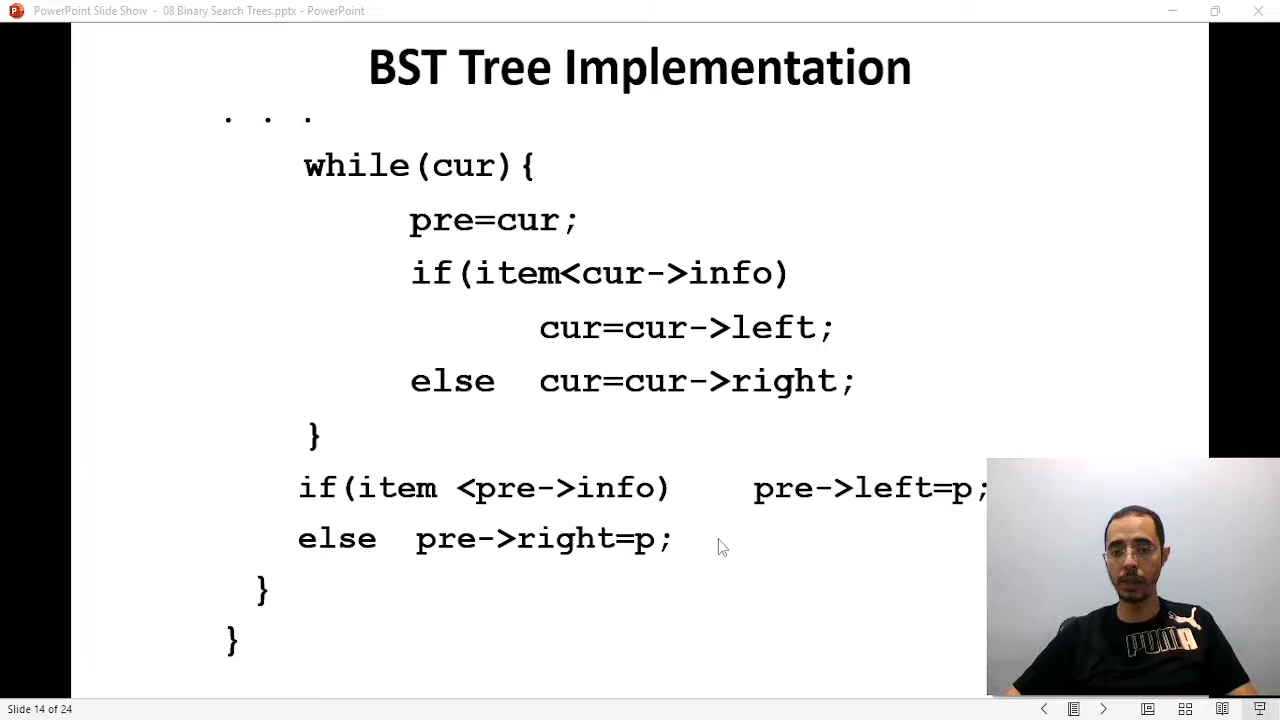 PowerPoint Slide Show - 08 Binary Search Trees.pptx - PowerPoint
BST Tree Implementation
. . .
while(cur){
pre=cur;
if(item<cur->info)
cur=cur->left;
else cur=cur->right;
}
if(item <pre->info) pre->left=p;
else pre->right=p;
}
}
PUMA
Slide 14 of 24